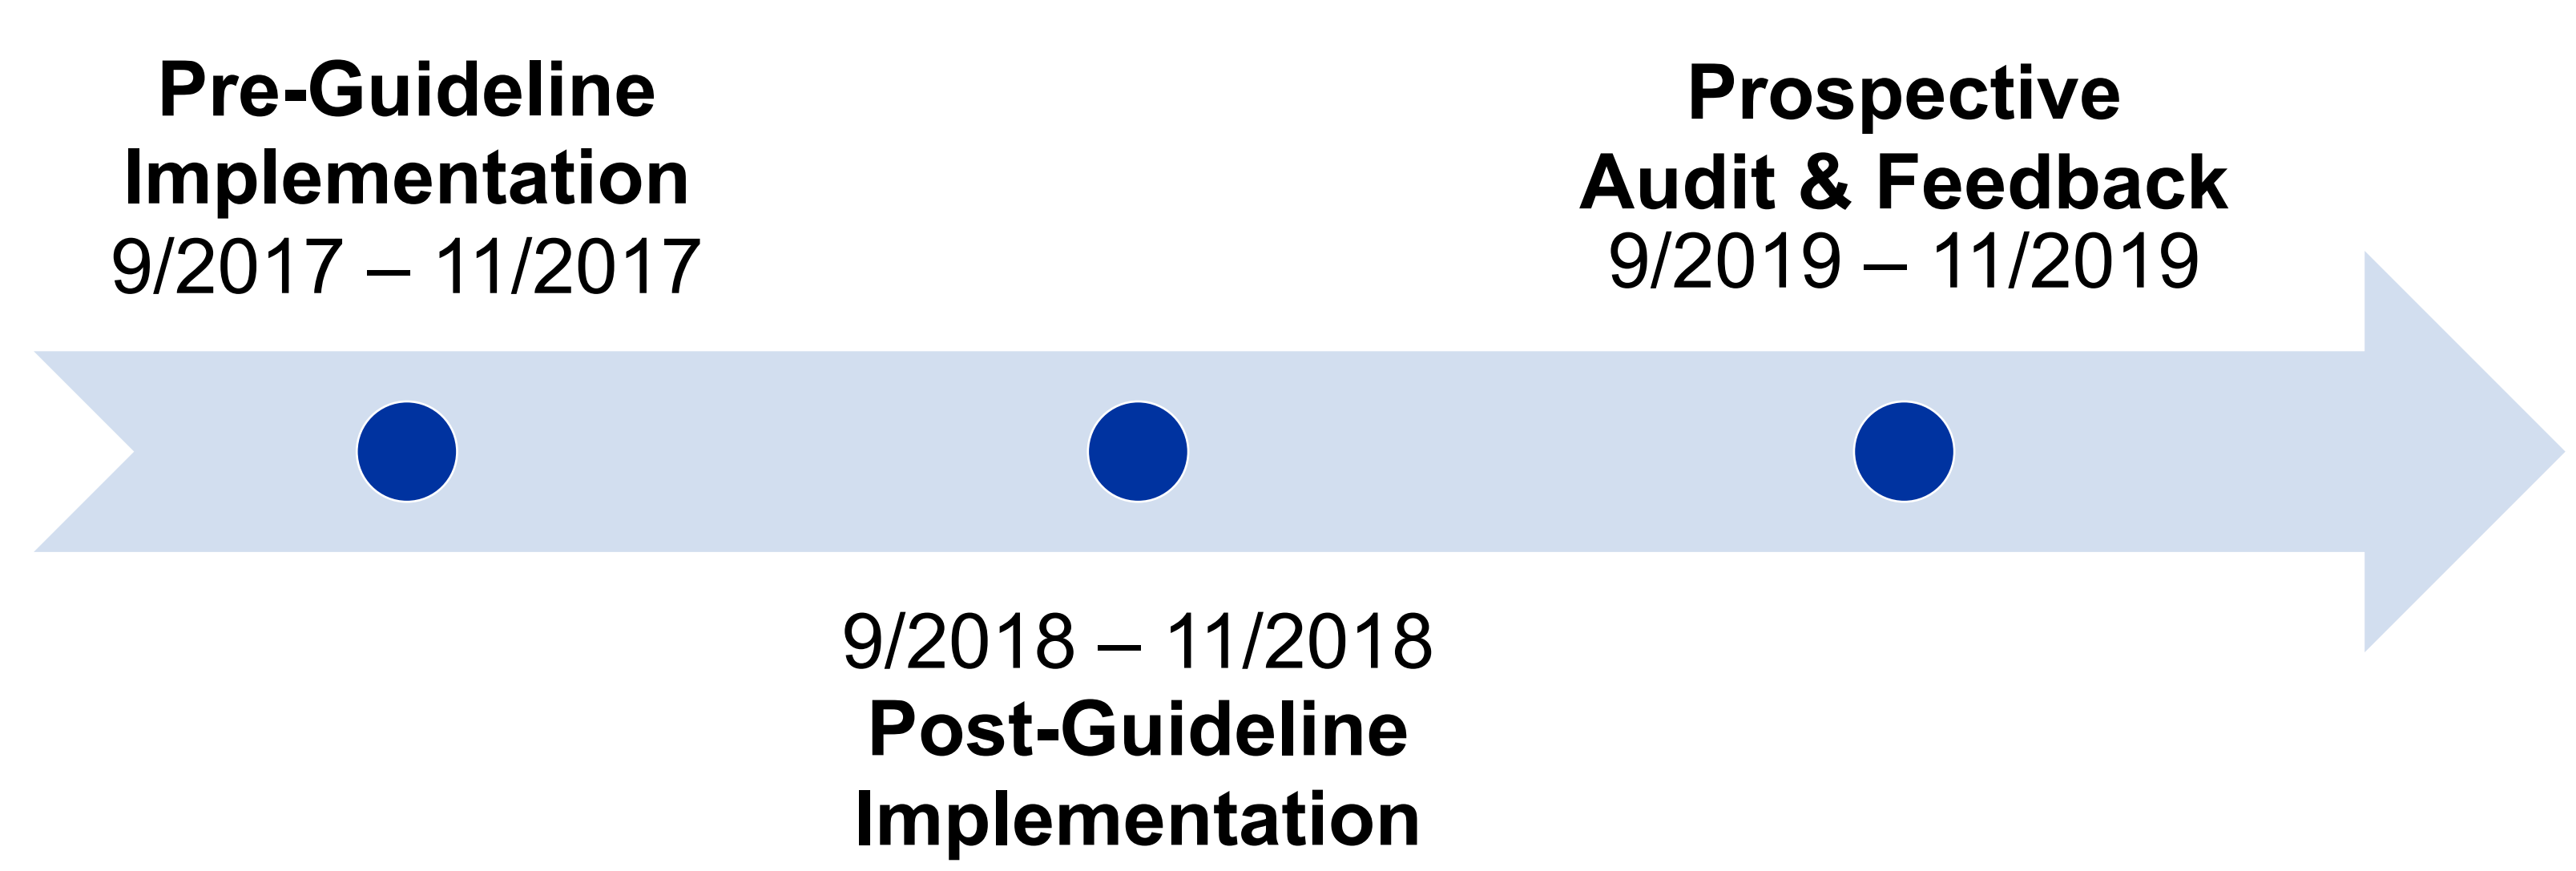 Pre-Guideline
Implementation
9/2017 – 11/2017
9/2018 – 11/2018
Post-Guideline
Implementation
Prospective
Audit & Feedback
9/2019 – 11/2019